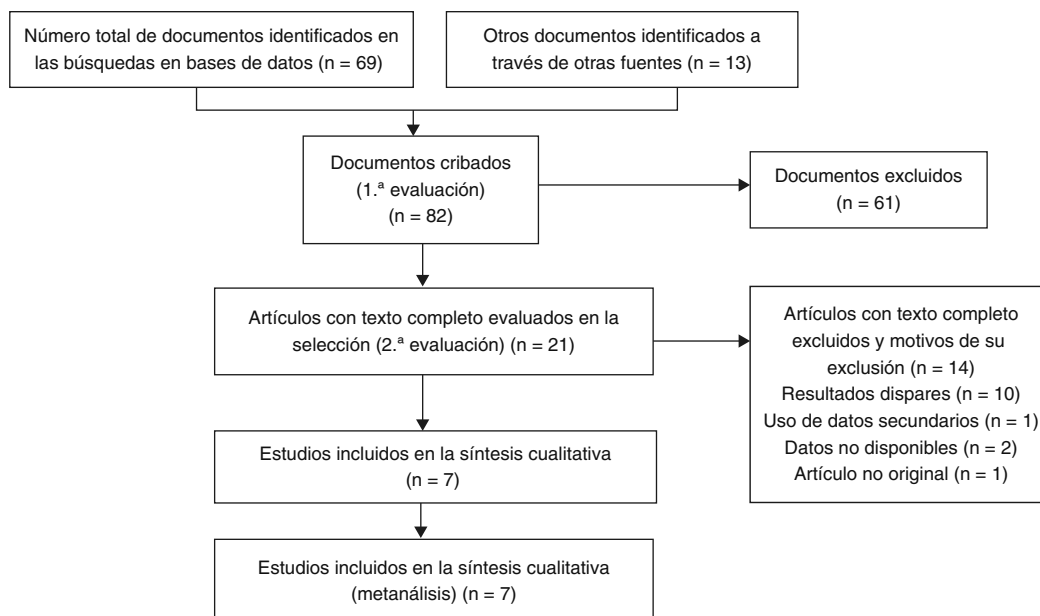 Número total de documentos identificados en
las búsquedas en bases de datos (n = 69)
Otros documentos identificados a
través de otras fuentes (n = 13)
Documentos cribados
(1.ª evaluación)
(n = 82)
Documentos excluidos
(n = 61)
Artículos con texto completo evaluados en la
selección (2.ª evaluación) (n = 21)
Artículos con texto completo
excluidos y motivos de su
exclusión (n = 14)
Resultados dispares (n = 10)
Uso de datos secundarios (n = 1)
Datos no disponibles (n = 2)
Artículo no original (n = 1)
Estudios incluidos en la síntesis cualitativa
(n = 7)
Estudios incluidos en la síntesis cualitativa
(metanálisis) (n = 7)